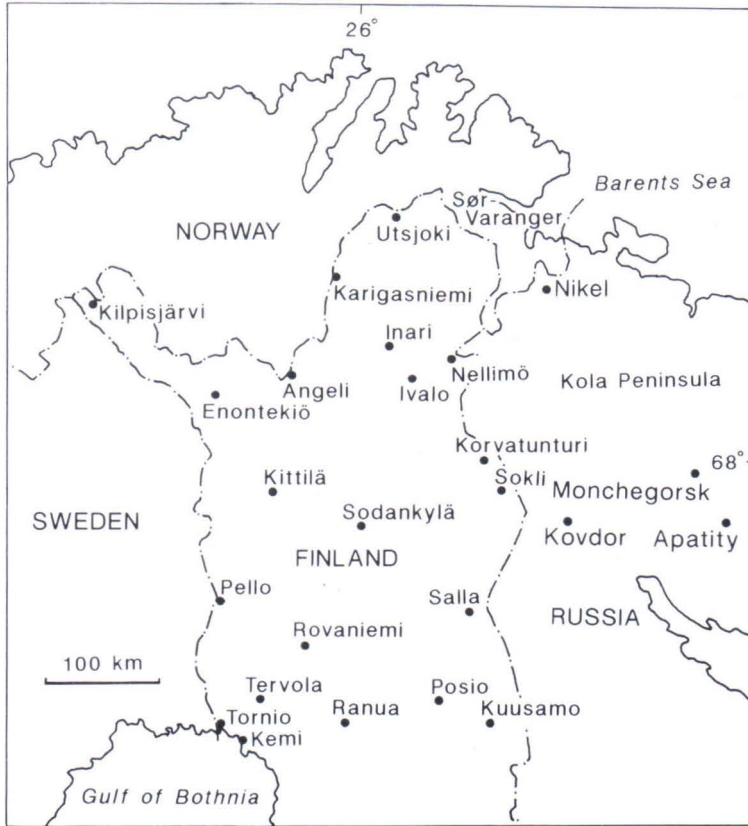 26°
Barents Sea
Sør-
Varanger
NORWAY
Utsjoki
Karigasniemi
Nikel
Kilpisjärvi
Inari
Nellimö
Angeli
Ivalo
Kola Peninsula
Enontekiö
Korvatunturi
68°
Kittilä
Sokli
Monchegorsk
SWEDEN
Sodankylä
Kovdor
Apatity
FINLAND
Pello
Salla
RUSSIA
Rovaniemi
100 km
Tervola
Posio
Tornio
Ranua
Kuusamo
Kemi
Gulf of Bothnia